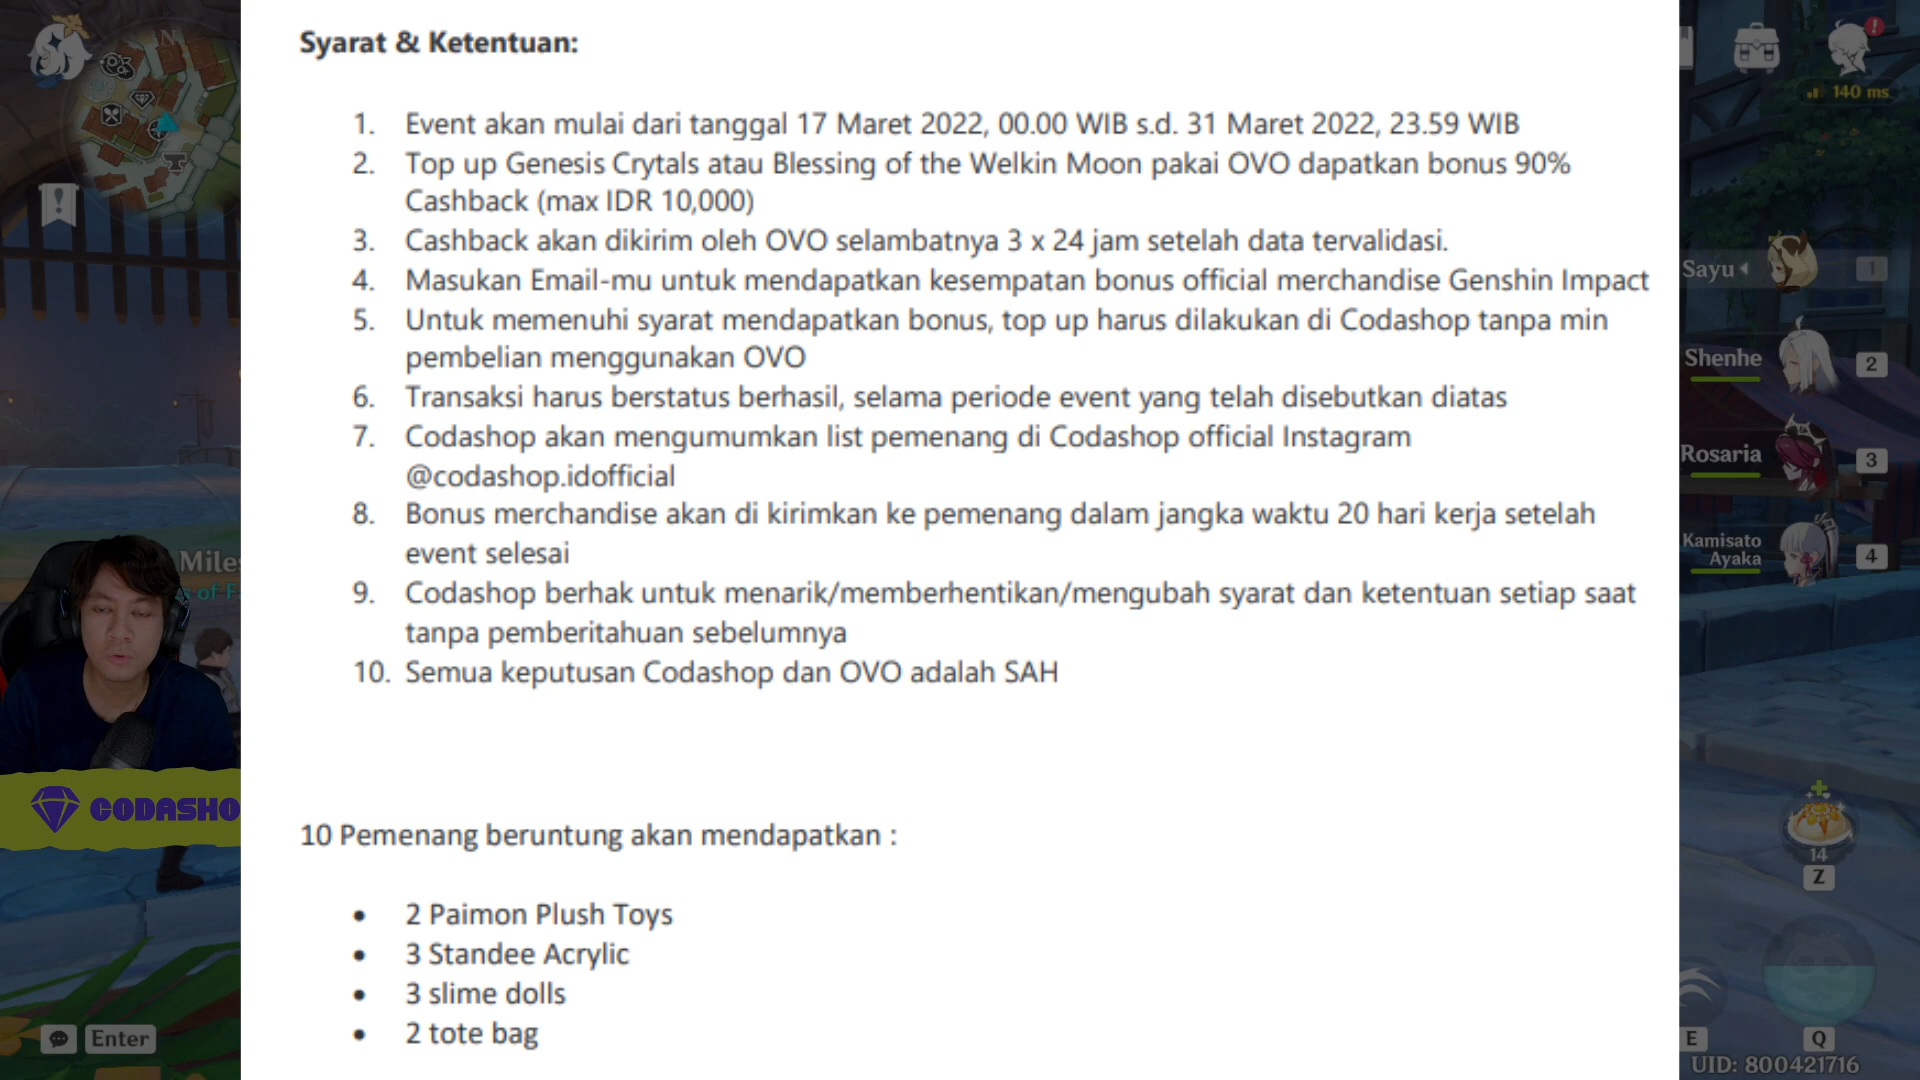 Syarat & Ketentuan:
1. Event akan mulai dari tanggal 17 Maret 2022, 00.00 WIB s.d. 31 Maret 2022, 23.59 WIB
2. Top up Genesis Crytals atau Blessing of the Welkin Moon pakai OVO dapatkan bonus 90%
Cashback (max IDR 10,000)
3. Cashback akan dikirim oleh OVO selambatnya 3 x 24 jam setelah data tervalidasi.
4. Masukan Email-mu untuk mendapatkan kesempatan bonus official merchandise Genshin Impact
5. Untuk memenuhi syarat mendapatkan bonus, top up harus dilakukan di Codashop tanpa min
pembelian menggunakan OVO
6. Transaksi harus berstatus berhasil, selama periode event yang telah disebutkan diatas
7. Codashop akan mengumumkan list pemenang di Codashop official Instagram
@codashop.idofficial
8. Bonus merchandise akan di kirimkan ke pemenang dalam jangka waktu 20 hari kerja setelah
event selesai
9. Codashop berhak untuk menarik/memberhentikan/mengubah syarat dan ketentuan setiap saat
tanpa pemberitahuan sebelumnya
10. Semua keputusan Codashop dan OVO adalah SAH
10 Pemenang beruntung akan mendapatkan :
• 2 Paimon Plush Toys
• 3 Standee Acrylic
• 3 slime dolls
• 2 tote bag
N
Miles
s of F
CODASHO
Enter
140 ms
Sayu 1
Shenhe 2
Rosaria 3
Kamisato
Ayaka 4
14
Z
E
Q
UID: 800421716